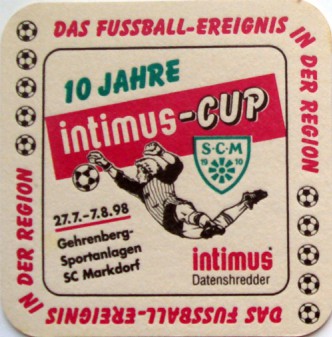 DAS FUSSBALL-EREIGNIS
IN DER REGION
10 JAHRE
intimus-CUP
S·C·M
19 10
27.7.-7.8.98
Gehrenberg-
Sportanlagen
SC Markdorf
intimus
Datenshredder
DAS FUSSBALL-EREIGNIS
IN DER REGION